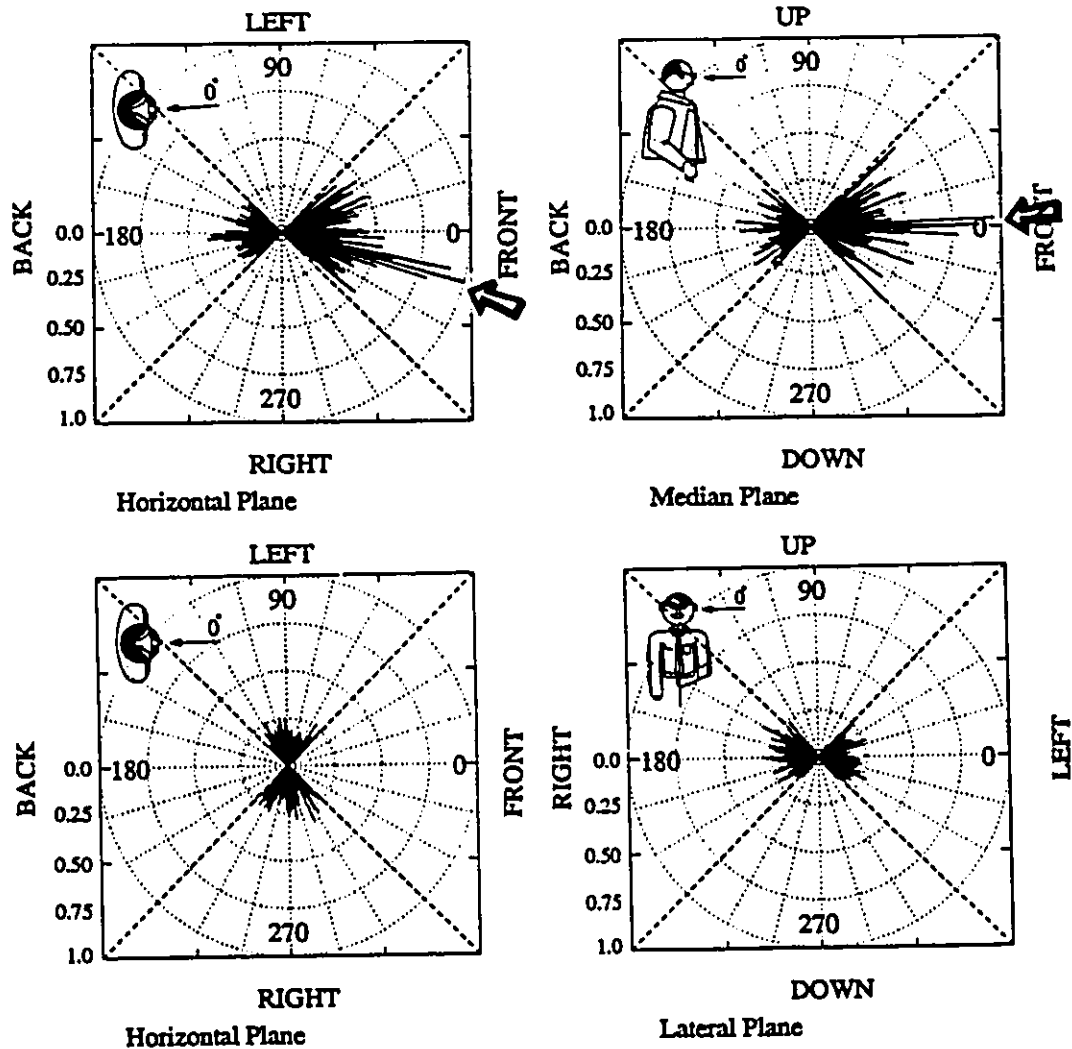 LEFT
90
0°
BACK
0.0
180
0
FRONT
0.25
0.50
0.75
1.0
270
RIGHT
Horizontal Plane
UP
90
0°
BACK
0.0
180
0
FRONT
0.25
0.50
0.75
1.0
270
DOWN
Median Plane
LEFT
90
0°
BACK
0.0
180
0
FRONT
0.25
0.50
0.75
1.0
270
RIGHT
Horizontal Plane
UP
90
0°
RIGHT
0.0
180
0
LEFT
0.25
0.50
0.75
1.0
270
DOWN
Lateral Plane